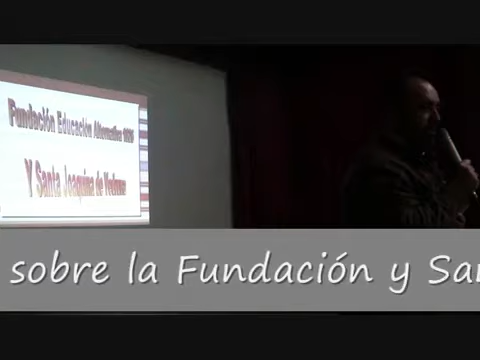 Fundación Educación Alternativa
Y Santa Joaquina de Vedruna
sobre la Fundación y Sa